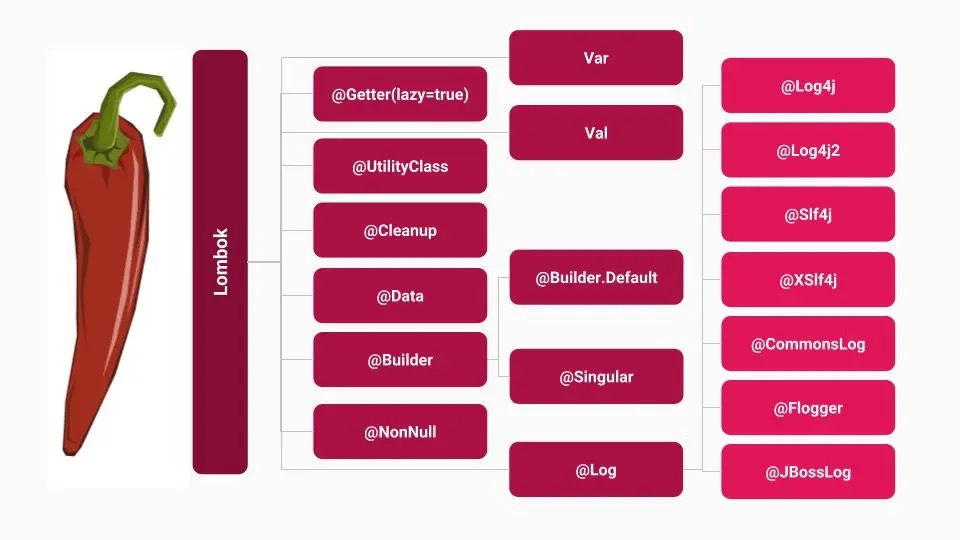 Lombok
Var
@Getter(lazy=true)
Val
@UtilityClass
@Cleanup
@Data
@Builder
@NonNull
@Builder.Default
@Singular
@Log
@Log4j
@Log4j2
@Slf4j
@XSlf4j
@CommonsLog
@Flogger
@JBossLog